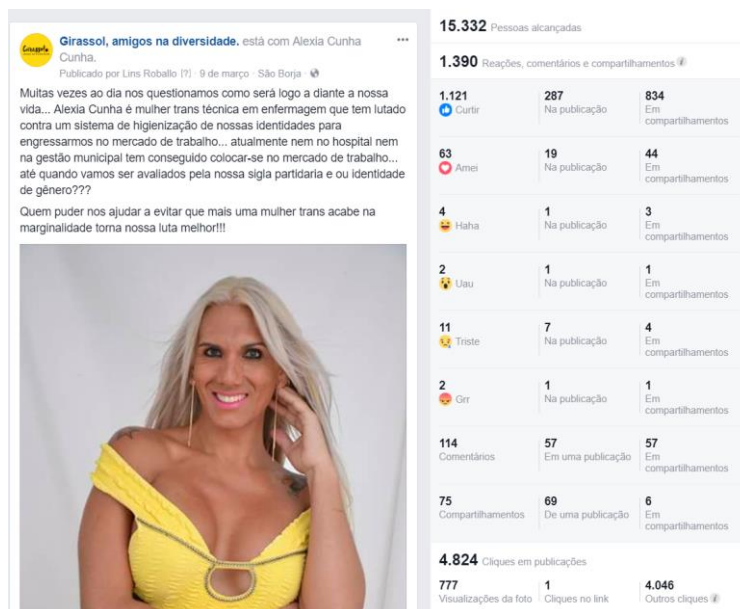 Girassol
Girassol, amigos na diversidade. está com Alexia Cunha
Cunha.
Publicado por Lins Roballo [?] · 9 de março · São Borja ·
Muitas vezes ao dia nos questionamos como será logo a diante a nossa
vida... Alexia Cunha é mulher trans técnica em enfermagem que tem lutado
contra um sistema de higienização de nossas identidades para
engressarmos no mercado de trabalho... atualmente nem no hospital nem
na gestão municipal tem conseguido colocar-se no mercado de trabalho...
até quando vamos ser avaliados pela nossa sigla partidaria e ou identidade
de gênero???
Quem puder nos ajudar a evitar que mais uma mulher trans acabe na
marginalidade torna nossa luta melhor!!!
15.332 Pessoas alcançadas
1.390 Reações, comentários e compartilhamentos
1.121 287 834
Curtir Na publicação Em
compartilhamentos
63 19 44
Amei Na publicação Em
compartilhamentos
4 1 3
Haha Na publicação Em
compartilhamentos
2 1 1
Uau Na publicação Em
compartilhamentos
11 7 4
Triste Na publicação Em
compartilhamentos
2 1 1
Grr Na publicação Em
compartilhamentos
114 57 57
Comentários Em uma publicação Em
compartilhamentos
75 69 6
Compartilhamentos De uma publicação Em
compartilhamentos
4.824 Cliques em publicações
777 1 4.046
Visualizações da foto Cliques no link Outros cliques